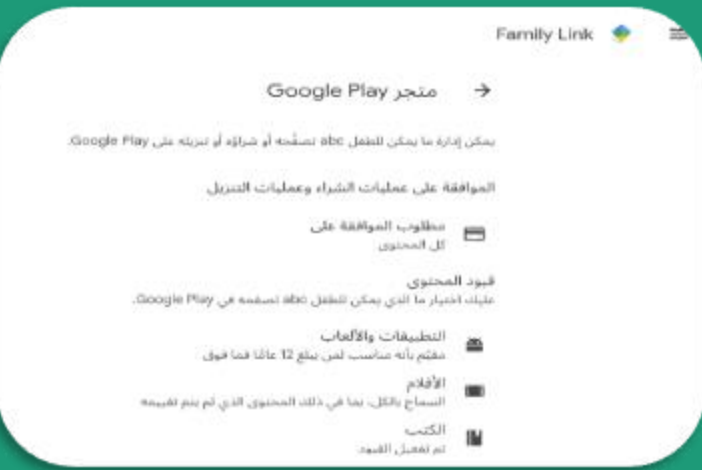 Family Link
متجر Google Play
يمكن إدارة ما يمكن للطفل abc تصفُّحه أو شراؤه أو تنزيله على Google Play.
الموافقة على عمليات الشراء وعمليات التنزيل
مطلوب الموافقة على
كل المحتوى
قيود المحتوى
عليك اختيار ما الذي يمكن للطفل abc تصفحه في Google Play.
التطبيقات والألعاب
مقيّم بأنه مناسب لمن يبلغ 12 عامًا فما فوق
الأفلام
السماح بالكل، بما في ذلك المحتوى الذي لم يتم تقييمه
الكتب
تم تفعيل القيود